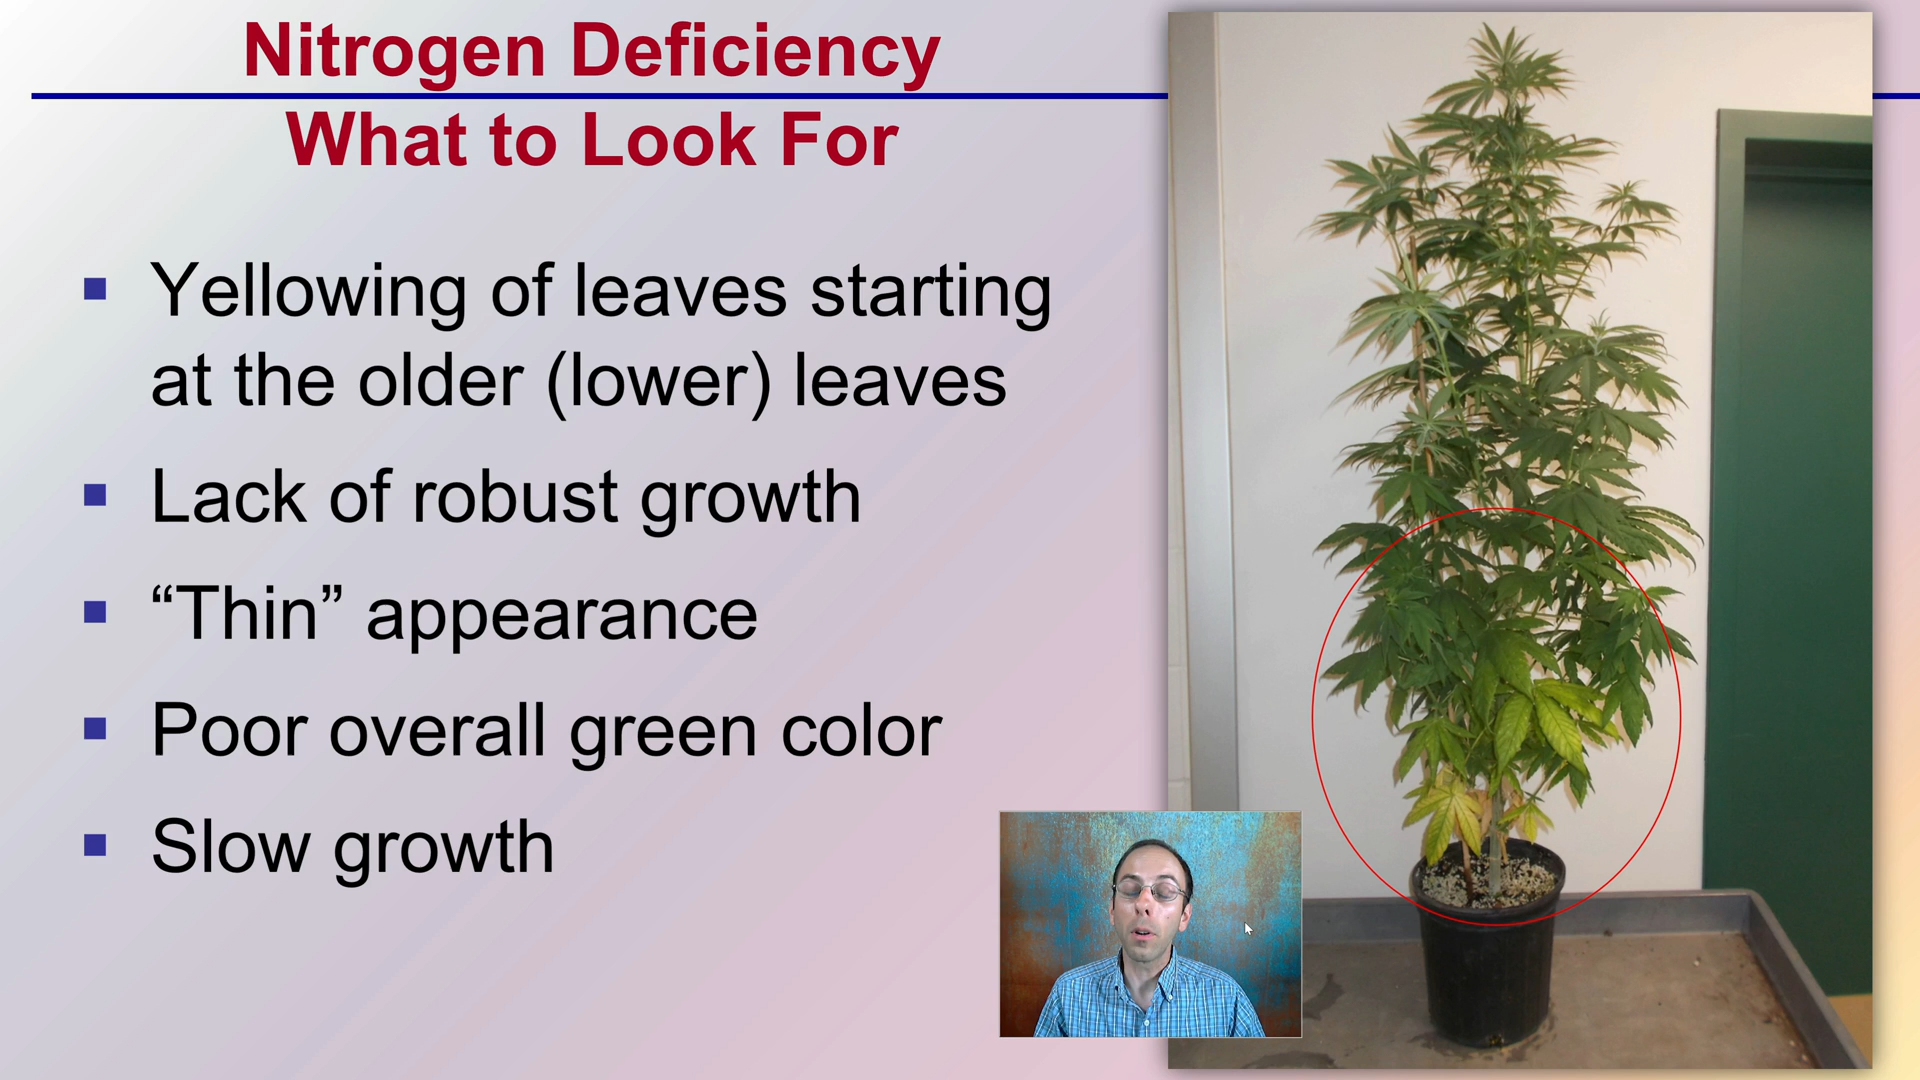 Nitrogen Deficiency
What to Look For
▪ Yellowing of leaves starting
at the older (lower) leaves
▪ Lack of robust growth
▪ “Thin” appearance
▪ Poor overall green color
▪ Slow growth